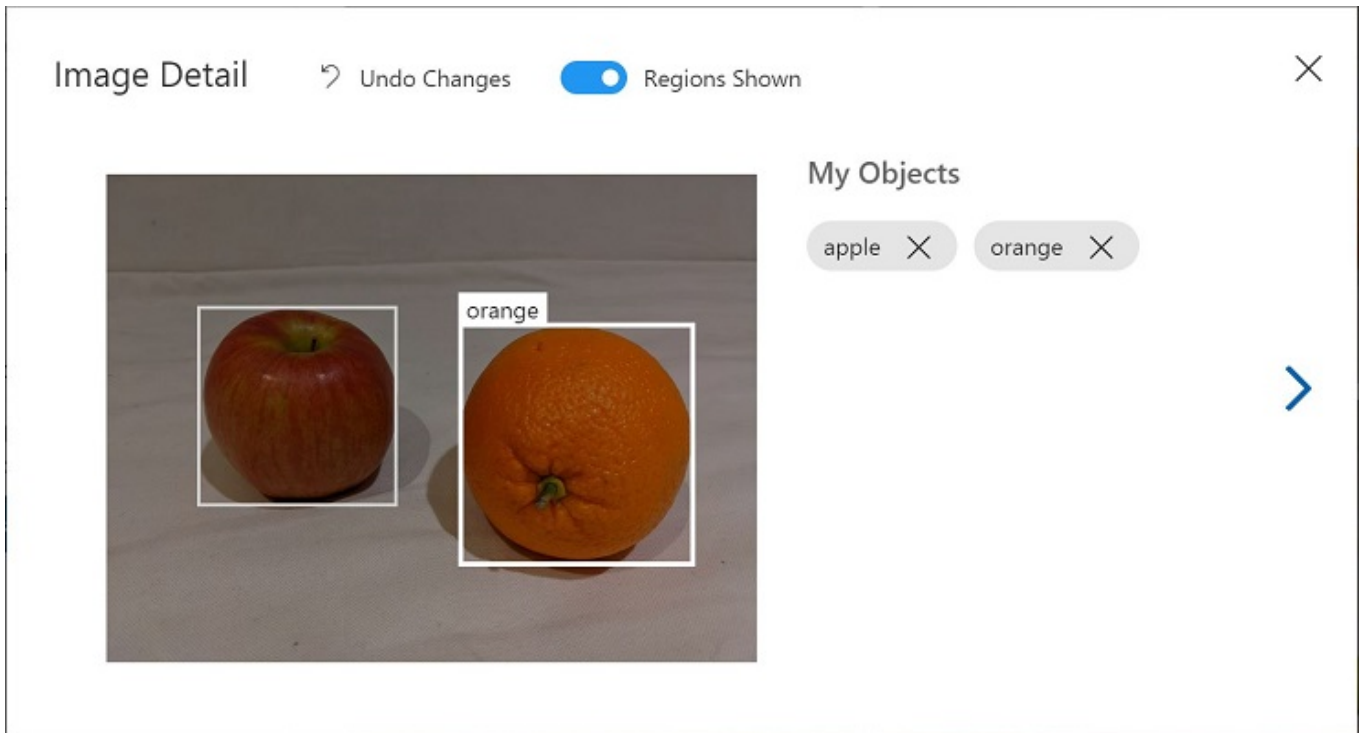 Image Detail
Undo Changes
Regions Shown
My Objects
apple
orange
orange